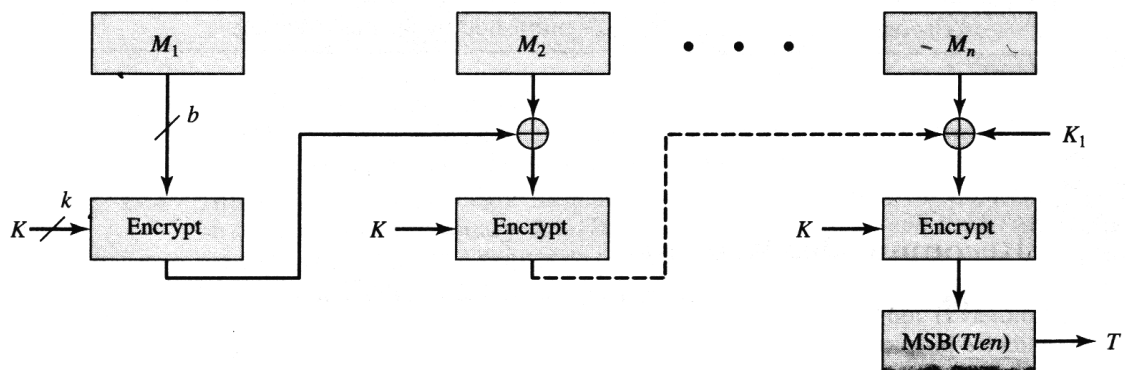 M₁
M₂
• • •
Mₙ
b
K₁
k
K
Encrypt
K
Encrypt
K
Encrypt
MSB(Tlen)
T